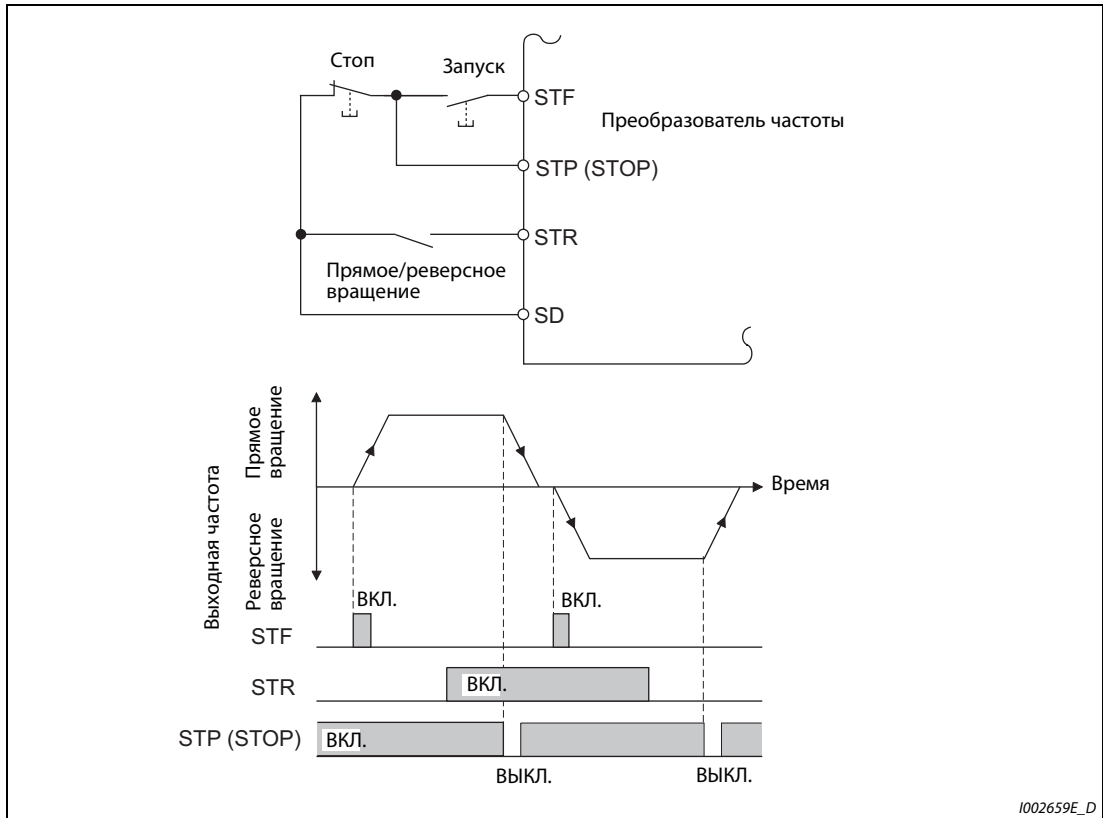 Стоп
Запуск
STF
Преобразователь частоты
STP (STOP)
STR
Прямое/реверсное
вращение
SD
Выходная частота
Прямое
вращение
Реверсное
вращение
Время
ВКЛ.
ВКЛ.
STF
STR
ВКЛ.
STP (STOP)
ВКЛ.
ВЫКЛ.
ВЫКЛ.
I002659E_D